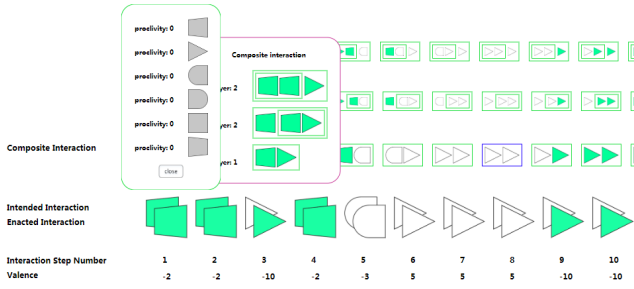 proclivity: 0
proclivity: 0
proclivity: 0
proclivity: 0
proclivity: 0
proclivity: 0
close
Composite interaction
yer: 2
yer: 2
yer: 1
Composite Interaction
Intended Interaction
Enacted Interaction
Interaction Step Number 1 2 3 4 5 6 7 8 9 10
Valence -2 -2 -10 -2 -3 5 5 5 -10 -10